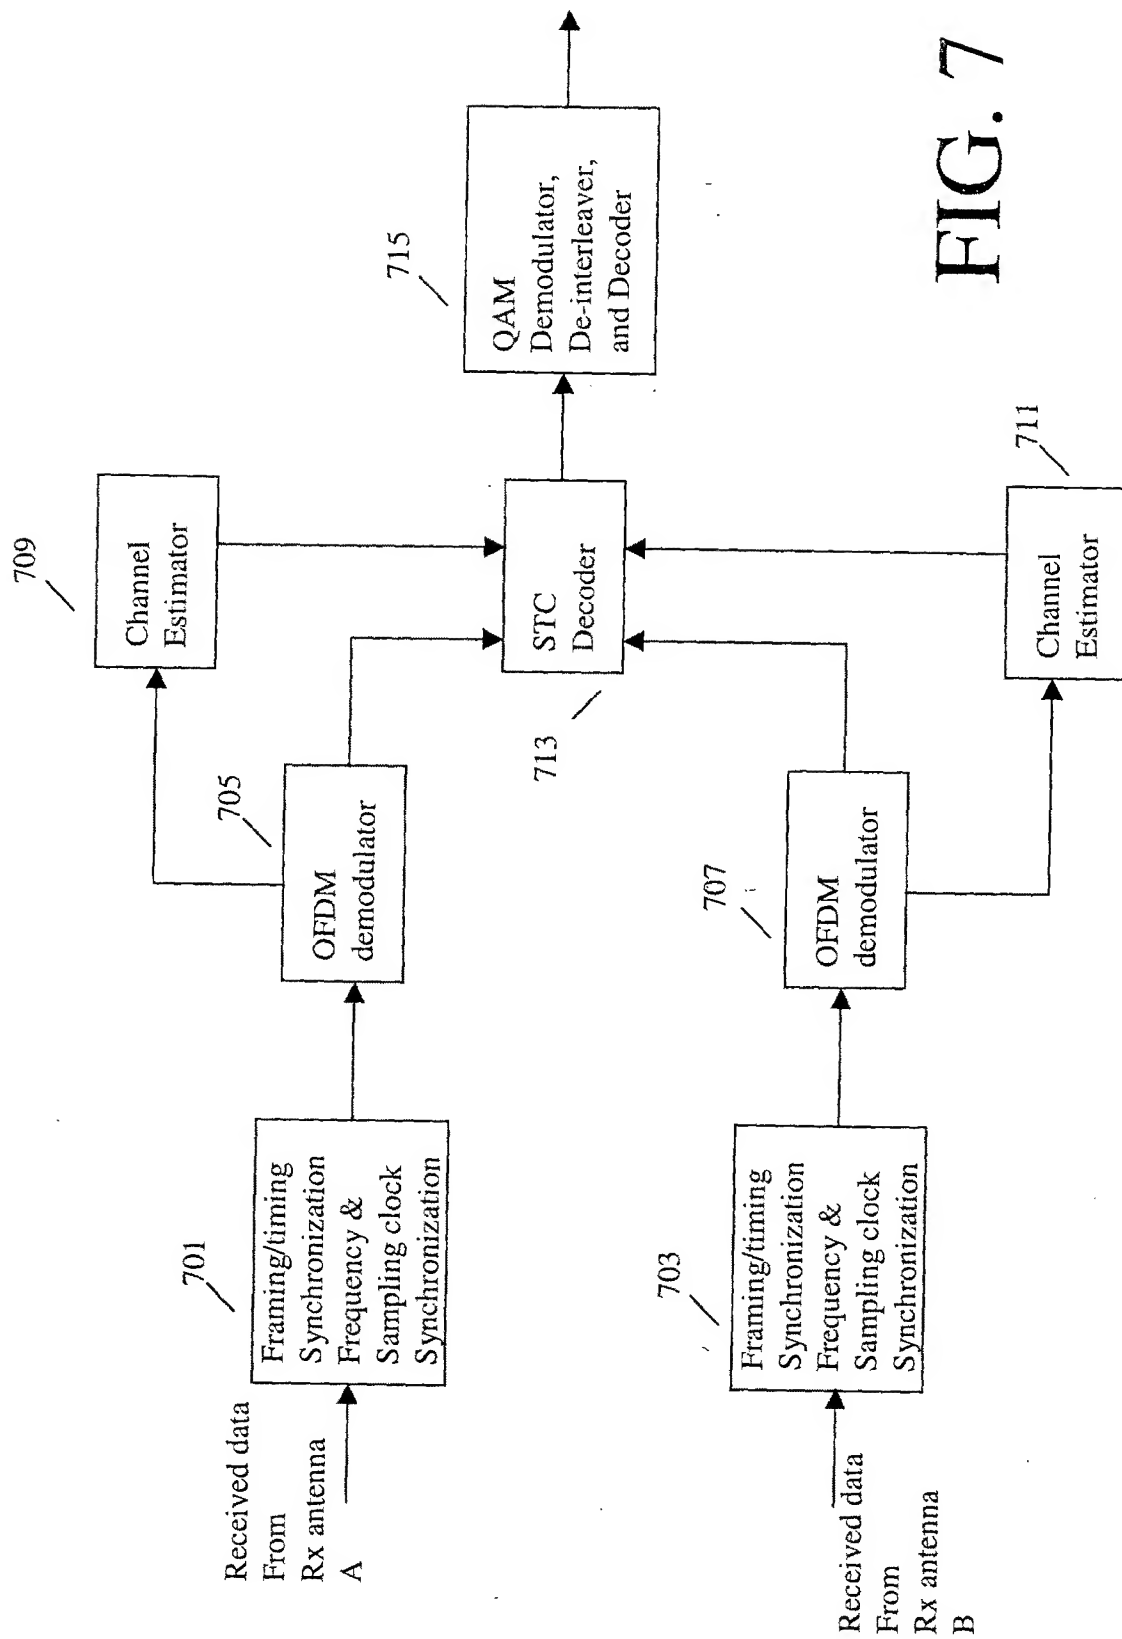 Received data
From
Rx antenna
A
701
Framing/timing
Synchronization
Frequency &
Sampling clock
Synchronization
705
OFDM
demodulator
709
Channel
Estimator
713
STC
Decoder
715
QAM
Demodulator,
De-interleaver,
and Decoder
Received data
From
Rx antenna
B
703
Framing/timing
Synchronization
Frequency &
Sampling clock
Synchronization
707
OFDM
demodulator
711
Channel
Estimator
FIG. 7